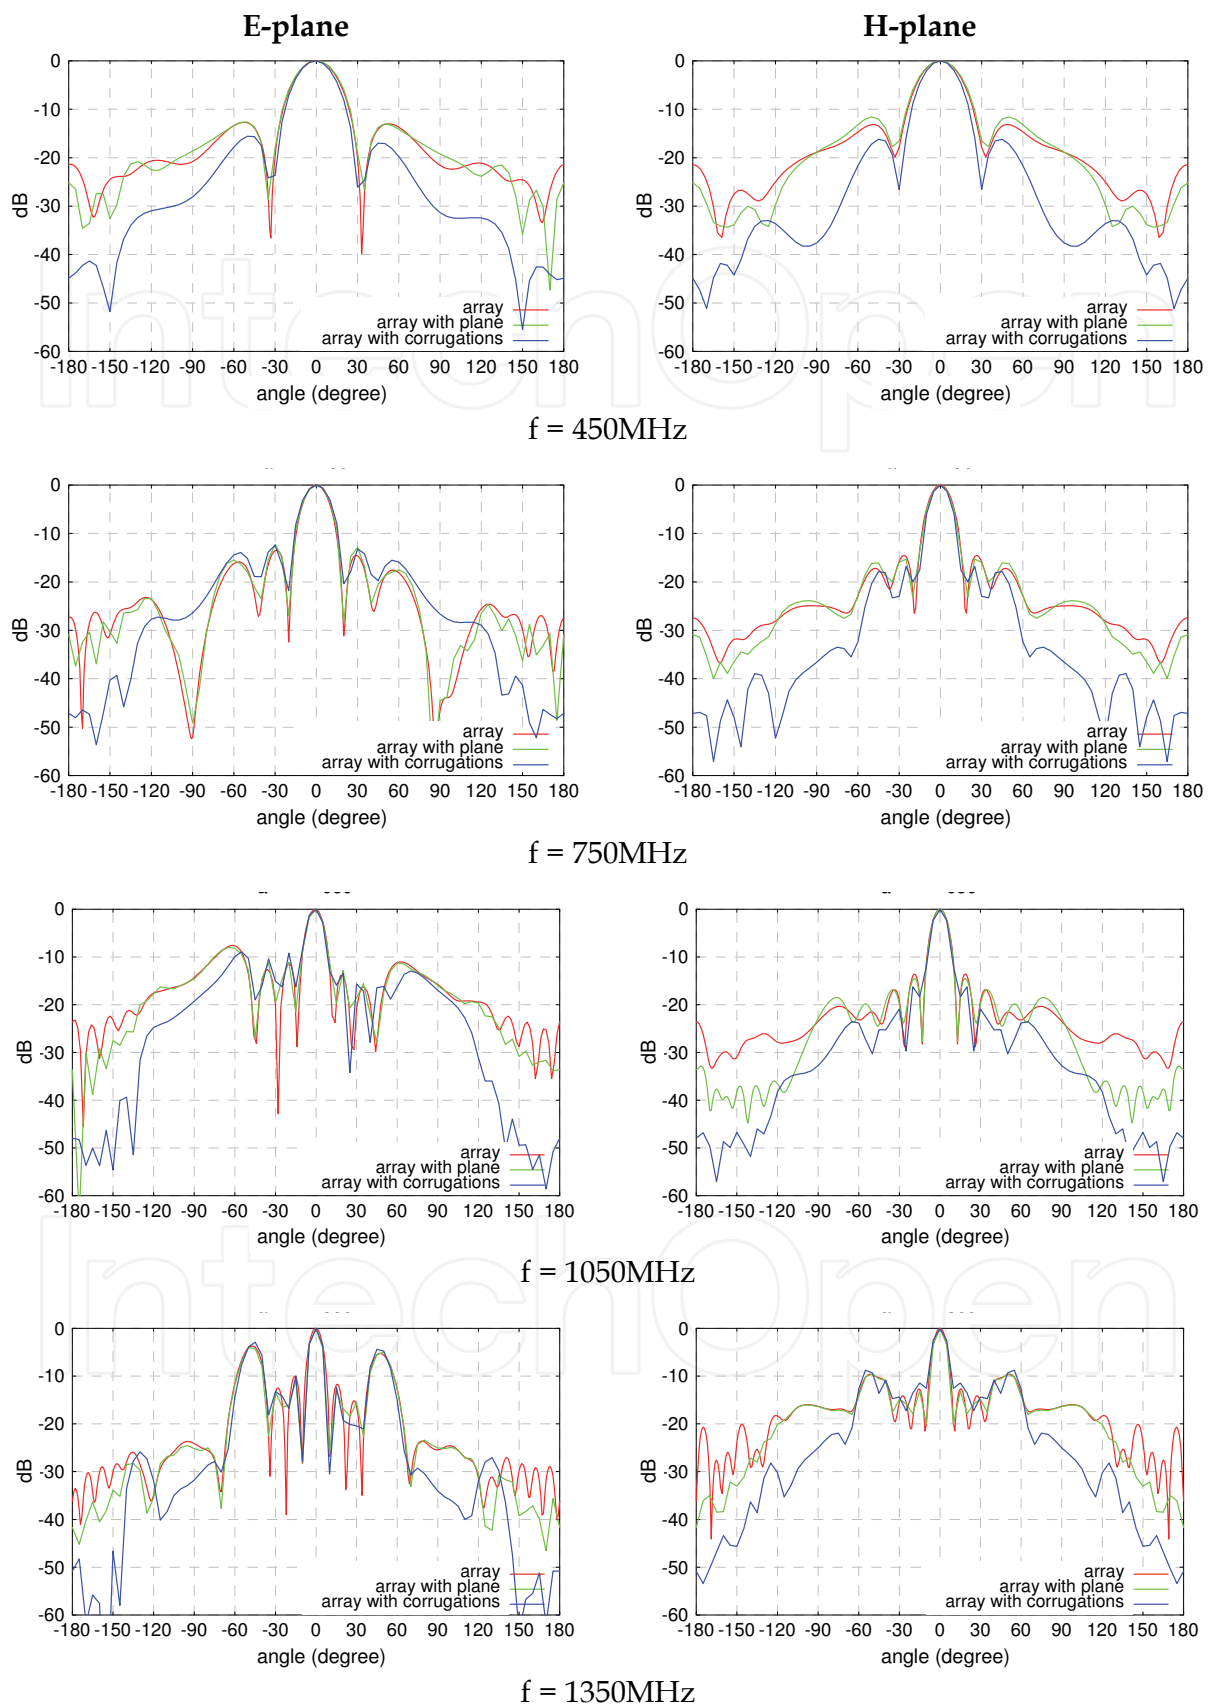 E-plane H-plane
0 0
-10 -10
-20 -20
-30 -30
-40 -40
-50 -50
-60 -60
dB dB
array array
array with plane array with plane
array with corrugations array with corrugations
-180 -150 -120 -90 -60 -30 0 30 60 90 120 150 180 -180 -150 -120 -90 -60 -30 0 30 60 90 120 150 180
angle (degree) angle (degree)
IntechOpen
f = 450MHz
0 0
-10 -10
-20 -20
-30 -30
-40 -40
-50 -50
-60 -60
dB dB
array array
array with plane array with plane
array with corrugations array with corrugations
-180 -150 -120 -90 -60 -30 0 30 60 90 120 150 180 -180 -150 -120 -90 -60 -30 0 30 60 90 120 150 180
angle (degree) angle (degree)
f = 750MHz
0 0
-10 -10
-20 -20
-30 -30
-40 -40
-50 -50
-60 -60
dB dB
array array
array with plane array with plane
array with corrugations array with corrugations
-180 -150 -120 -90 -60 -30 0 30 60 90 120 150 180 -180 -150 -120 -90 -60 -30 0 30 60 90 120 150 180
angle (degree) angle (degree)
f = 1050MHz
IntechOpen
0 0
-10 -10
-20 -20
-30 -30
-40 -40
-50 -50
-60 -60
dB dB
array array
array with plane array with plane
array with corrugations array with corrugations
-180 -150 -120 -90 -60 -30 0 30 60 90 120 150 180 -180 -150 -120 -90 -60 -30 0 30 60 90 120 150 180
angle (degree) angle (degree)
f = 1350MHz